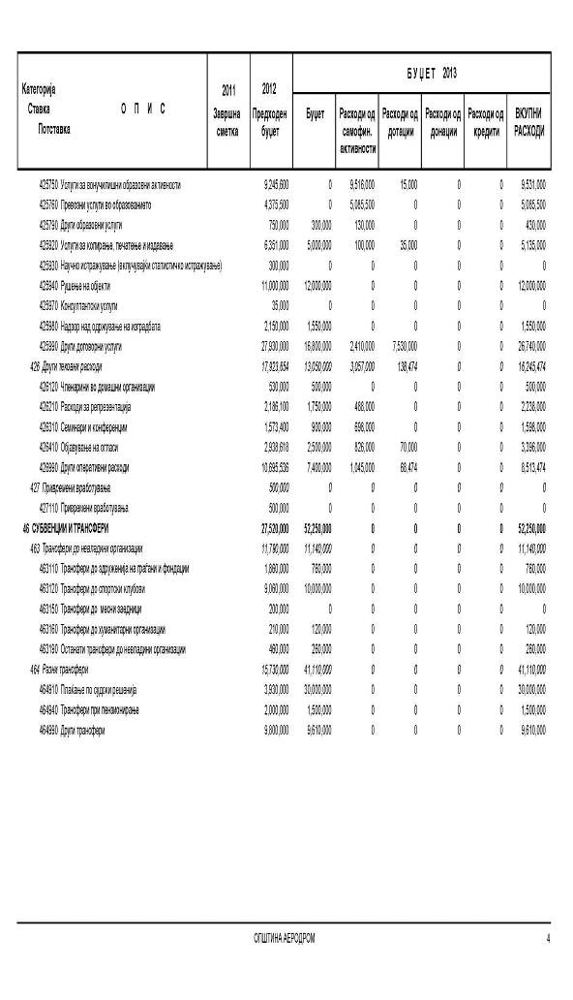 Категорија
Ставка
Потставка
О П И С
2011
Завршна
сметка
2012
Предходен
буџет
БУЏЕТ 2013
Буџет
Расходи од
самофин.
активности
Расходи од
дотации
Расходи од
донации
Расходи од
кредити
ВКУПНИ
РАСХОДИ
425750 Услуги за вонучилишни образовни активности 9,245,600 0 9,516,000 15,000 0 0 9,531,000
425760 Превозни услуги во образованието 4,375,500 0 5,085,500 0 0 0 5,085,500
425790 Други образовни услуги 750,000 300,000 130,000 0 0 0 430,000
425920 Услуги за копирање, печатење и издавање 6,351,000 5,000,000 100,000 35,000 0 0 5,135,000
425930 Научно истражување (вклучувајќи статистичко истражување) 300,000 0 0 0 0 0 0
425940 Рушење на објекти 11,000,000 12,000,000 0 0 0 0 12,000,000
425970 Консултантски услуги 35,000 0 0 0 0 0 0
425980 Надзор над одржување на изградбата 2,150,000 1,550,000 0 0 0 0 1,550,000
425990 Други договорни услуги 27,930,000 16,800,000 2,410,000 7,530,000 0 0 26,740,000
426 Други тековни расходи 17,923,654 13,050,000 3,057,000 138,474 0 0 16,245,474
426120 Членарини во домашни организации 530,000 500,000 0 0 0 0 500,000
426210 Расходи за репрезентација 2,186,100 1,750,000 488,000 0 0 0 2,238,000
426310 Семинари и конференции 1,573,400 900,000 698,000 0 0 0 1,598,000
426410 Објавување на огласи 2,938,618 2,500,000 826,000 70,000 0 0 3,396,000
426990 Други оперативни расходи 10,695,536 7,400,000 1,045,000 68,474 0 0 8,513,474
427 Привремени вработувања 500,000 0 0 0 0 0 0
427110 Привремени вработувања 500,000 0 0 0 0 0 0
46 СУБВЕНЦИИ И ТРАНСФЕРИ 27,520,000 52,250,000 0 0 0 0 52,250,000
463 Трансфери до невладини организации 11,790,000 11,140,000 0 0 0 0 11,140,000
463110 Трансфери до здруженија на граѓани и фондации 1,860,000 760,000 0 0 0 0 760,000
463120 Трансфери до спортски клубови 9,060,000 10,000,000 0 0 0 0 10,000,000
463150 Трансфери до месни заедници 200,000 0 0 0 0 0 0
463160 Трансфери до хуманитарни организации 210,000 120,000 0 0 0 0 120,000
463190 Останати трансфери до невладини организации 460,000 260,000 0 0 0 0 260,000
464 Разни трансфери 15,730,000 41,110,000 0 0 0 0 41,110,000
464910 Плаќање по судски решенија 3,930,000 30,000,000 0 0 0 0 30,000,000
464940 Трансфери при пензионирање 2,000,000 1,500,000 0 0 0 0 1,500,000
464990 Други трансфери 9,800,000 9,610,000 0 0 0 0 9,610,000
ОПШТИНА АЕРОДРОМ 4